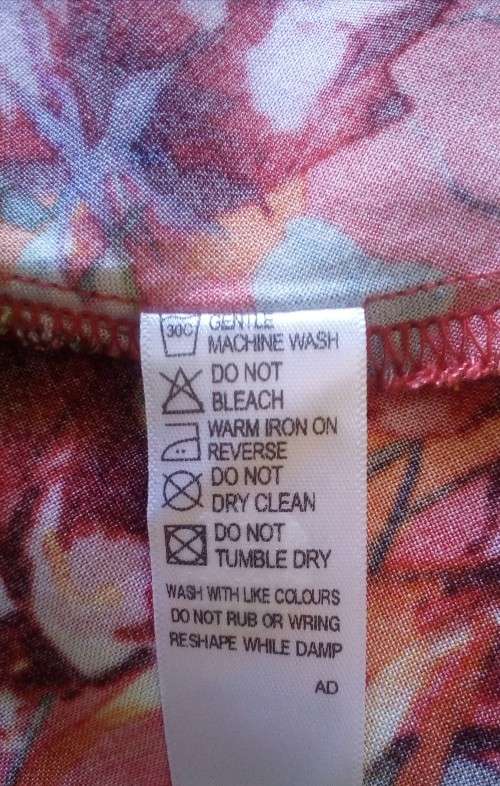 GENTLE
30C MACHINE WASH
DO NOT
BLEACH
WARM IRON ON
REVERSE
DO NOT
DRY CLEAN
DO NOT
TUMBLE DRY
WASH WITH LIKE COLOURS
DO NOT RUB OR WRING
RESHAPE WHILE DAMP
AD